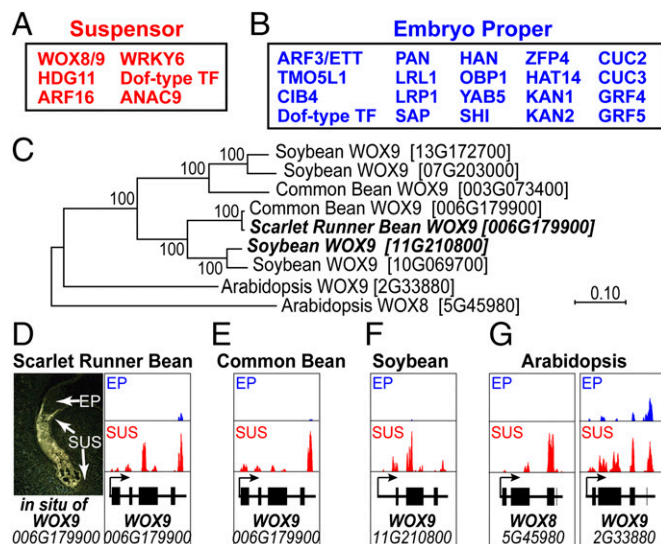 A
Suspensor
WOX8/9 WRKY6
HDG11 Dof-type TF
ARF16 ANAC9
B
Embryo Proper
ARF3/ETT PAN HAN ZFP4 CUC2
TMO5L1 LRL1 OBP1 HAT14 CUC3
CIB4 LRP1 YAB5 KAN1 GRF4
Dof-type TF SAP SHI KAN2 GRF5
C
100 Soybean WOX9 [13G172700]
100 Soybean WOX9 [07G203000]
Common Bean WOX9 [003G073400]
100
100 Common Bean WOX9 [006G179900]
Scarlet Runner Bean WOX9 [006G179900]
100
Soybean WOX9 [11G210800]
100 Soybean WOX9 [10G069700]
Arabidopsis WOX9 [2G33880]
Arabidopsis WOX8 [5G45980]
0.10
D
Scarlet Runner Bean
EP
SUS
in situ of
WOX9
006G179900
EP
SUS
WOX9
006G179900
E
Common Bean
EP
SUS
WOX9
006G179900
F
Soybean
EP
SUS
WOX9
11G210800
G
Arabidopsis
EP
SUS
WOX8
5G45980
EP
SUS
WOX9
2G33880